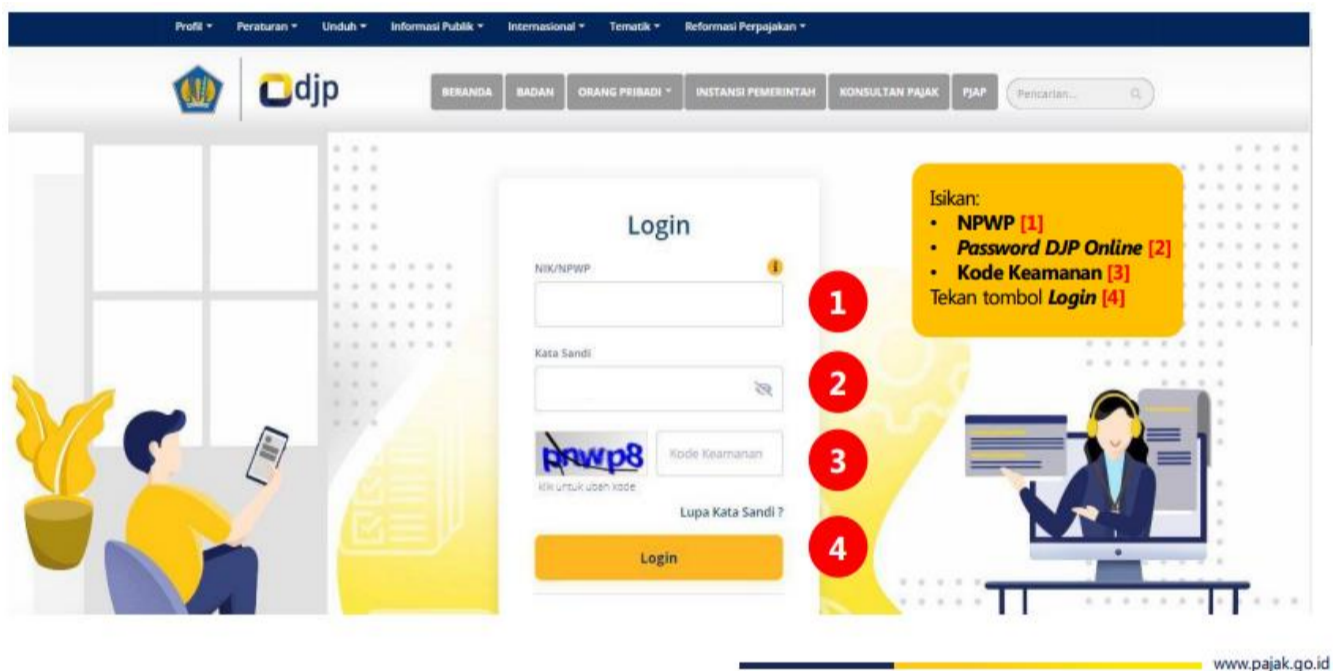 Profil Peraturan Unduh Informasi Publik Internasional Tematik Reformasi Perpajakan
djp
BERANDA BADAN ORANG PRIBADI INSTANSI PEMERINTAH KONSULTAN PAJAK PJAP Pencarian...
Login
NIK/NPWP
i
1
Kata Sandi
2
pnwp8
Kode Keamanan
3
klik untuk ubah kode
Lupa Kata Sandi ?
Login
4
Isikan:
• NPWP [1]
• Password DJP Online [2]
• Kode Keamanan [3]
Tekan tombol Login [4]
www.pajak.go.id